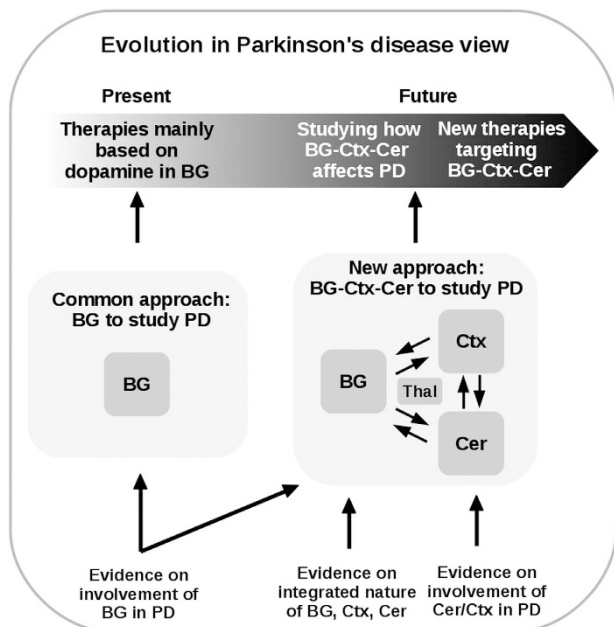 Evolution in Parkinson's disease view
Present
Future
Therapies mainly
based on
dopamine in BG
Studying how
BG-Ctx-Cer
affects PD
New therapies
targeting
BG-Ctx-Cer
Common approach:
BG to study PD
BG
New approach:
BG-Ctx-Cer to study PD
Ctx
BG
Thal
Cer
Evidence on
involvement of
BG in PD
Evidence on
integrated nature
of BG, Ctx, Cer
Evidence on
involvement of
Cer/Ctx in PD